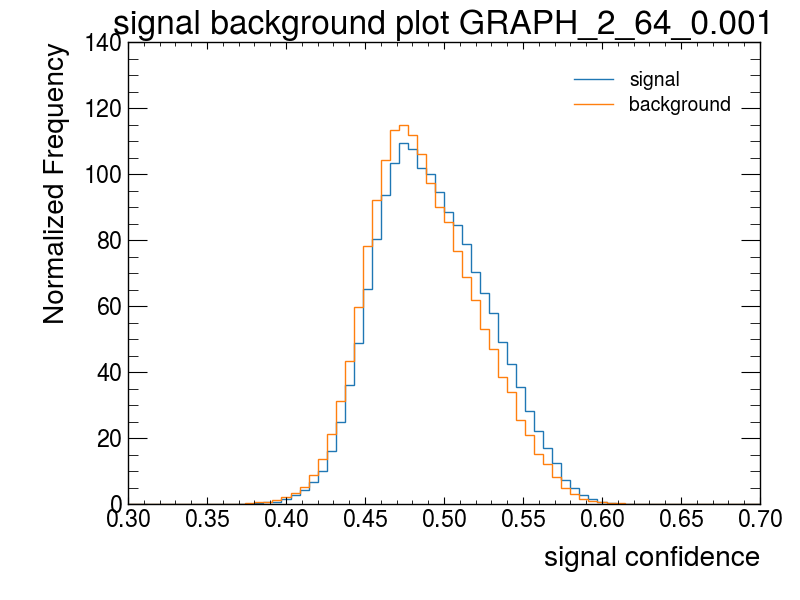 signal background plot GRAPH_2_64_0.001
Normalized Frequency
140
120
100
80
60
40
20
0
signal
background
0.30 0.35 0.40 0.45 0.50 0.55 0.60 0.65 0.70
signal confidence